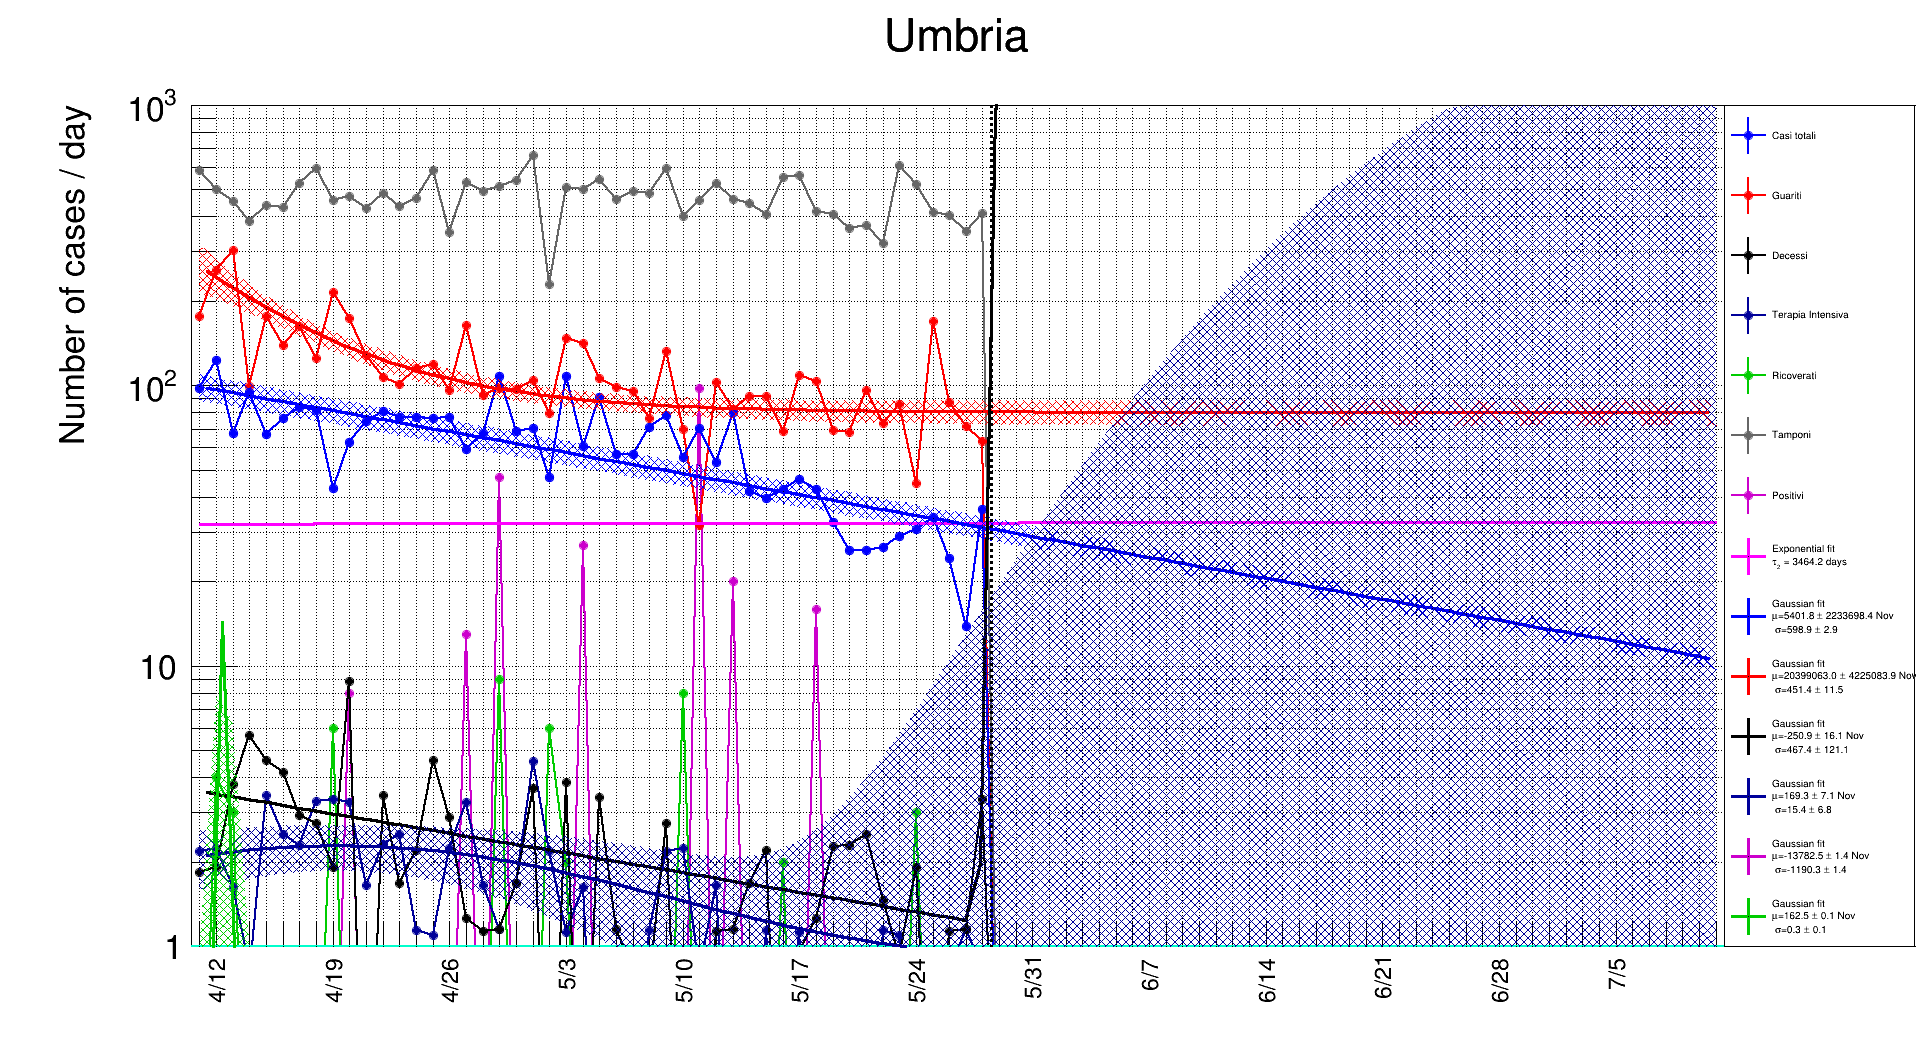 Umbria
Number of cases / day
10³
10²
10
1
4/12
4/19
4/26
5/3
5/10
5/17
5/24
5/31
6/7
6/14
6/21
6/28
7/5
Casi totali
Guariti
Decessi
Terapia Intensiva
Ricoverati
Tamponi
Positivi
Exponential fit
τ₂ = 3464.2 days
Gaussian fit
μ=5401.8 ± 2233698.4 Nov
σ=598.9 ± 2.9
Gaussian fit
μ=20399063.0 ± 4225083.9 Nov
σ=451.4 ± 11.5
Gaussian fit
μ=-250.9 ± 16.1 Nov
σ=467.4 ± 121.1
Gaussian fit
μ=169.3 ± 7.1 Nov
σ=15.4 ± 6.8
Gaussian fit
μ=-13782.5 ± 1.4 Nov
σ=-1190.3 ± 1.4
Gaussian fit
μ=162.5 ± 0.1 Nov
σ=0.3 ± 0.1